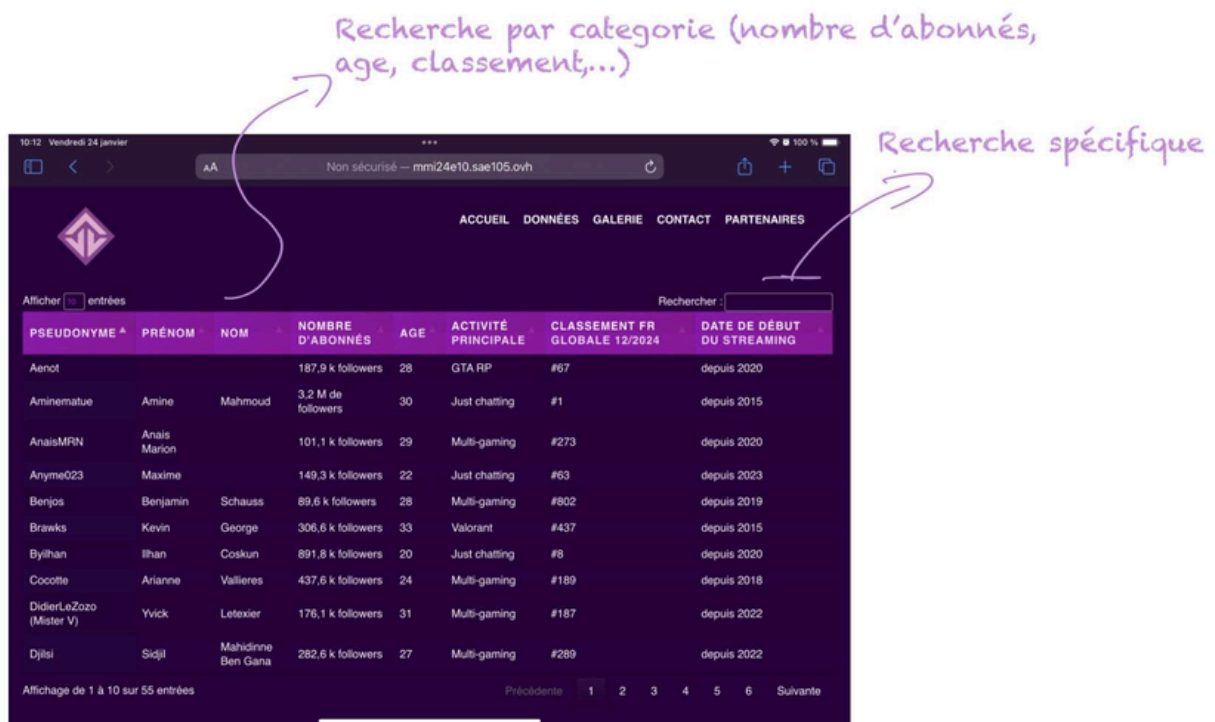 Recherche par categorie (nombre d'abonnés,
age, classement,...)
Recherche spécifique
10:12 Vendredi 24 janvier
100 %
AA Non sécurisé — mmi24e10.sae105.ovh
ACCUEIL DONNÉES GALERIE CONTACT PARTENAIRES
Afficher 10 entrées Rechercher :
PSEUDONYME PRÉNOM NOM NOMBRE D'ABONNÉS AGE ACTIVITÉ PRINCIPALE CLASSEMENT FR GLOBALE 12/2024 DATE DE DÉBUT DU STREAMING
Aenot 187,9 k followers 28 GTA RP #67 depuis 2020
Aminematue Amine Mahmoud 3,2 M de followers 30 Just chatting #1 depuis 2015
AnaisMRN Anais Marion 101,1 k followers 29 Multi-gaming #273 depuis 2020
Anyme023 Maxime 149,3 k followers 22 Just chatting #63 depuis 2023
Benjos Benjamin Schauss 89,6 k followers 28 Multi-gaming #802 depuis 2019
Brawks Kevin George 306,6 k followers 33 Valorant #437 depuis 2015
Byilhan Ilhan Coskun 891,8 k followers 20 Just chatting #8 depuis 2020
Cocotte Arianne Vallieres 437,6 k followers 24 Multi-gaming #189 depuis 2018
DidierLeZozo (Mister V) Yvick Letexier 176,1 k followers 31 Multi-gaming #187 depuis 2022
Djilsi Sidjil Mahidinne Ben Gana 282,6 k followers 27 Multi-gaming #289 depuis 2022
Affichage de 1 à 10 sur 55 entrées Précédente 1 2 3 4 5 6 Suivante